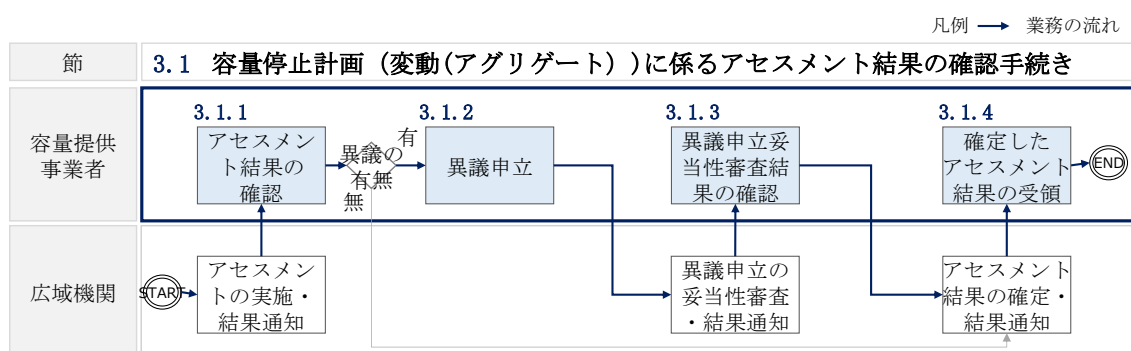 凡例 業務の流れ
節
3.1 容量停止計画（変動(アグリゲート））に係るアセスメント結果の確認手続き
容量提供
事業者
3.1.1
アセスメン
ト結果の
確認
異議の
有無
有
無
3.1.2
異議申立
3.1.3
異議申立妥
当性審査結
果の確認
3.1.4
確定した
アセスメント
結果の受領
END
広域機関
START
アセスメン
トの実施・
結果通知
異議申立の
妥当性審査
・結果通知
アセスメント
結果の確定・
結果通知